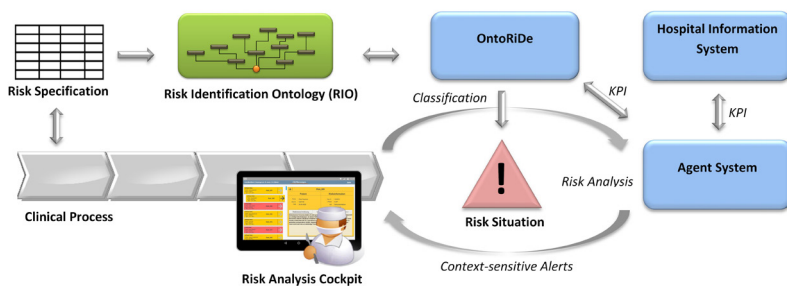 OntoRiDe
Hospital Information
System
Risk Specification
Risk Identification Ontology (RIO)
Classification
KPI
KPI
!
Agent System
Risk Analysis
Clinical Process
Risk Situation
Context-sensitive Alerts
Risk Analysis Cockpit